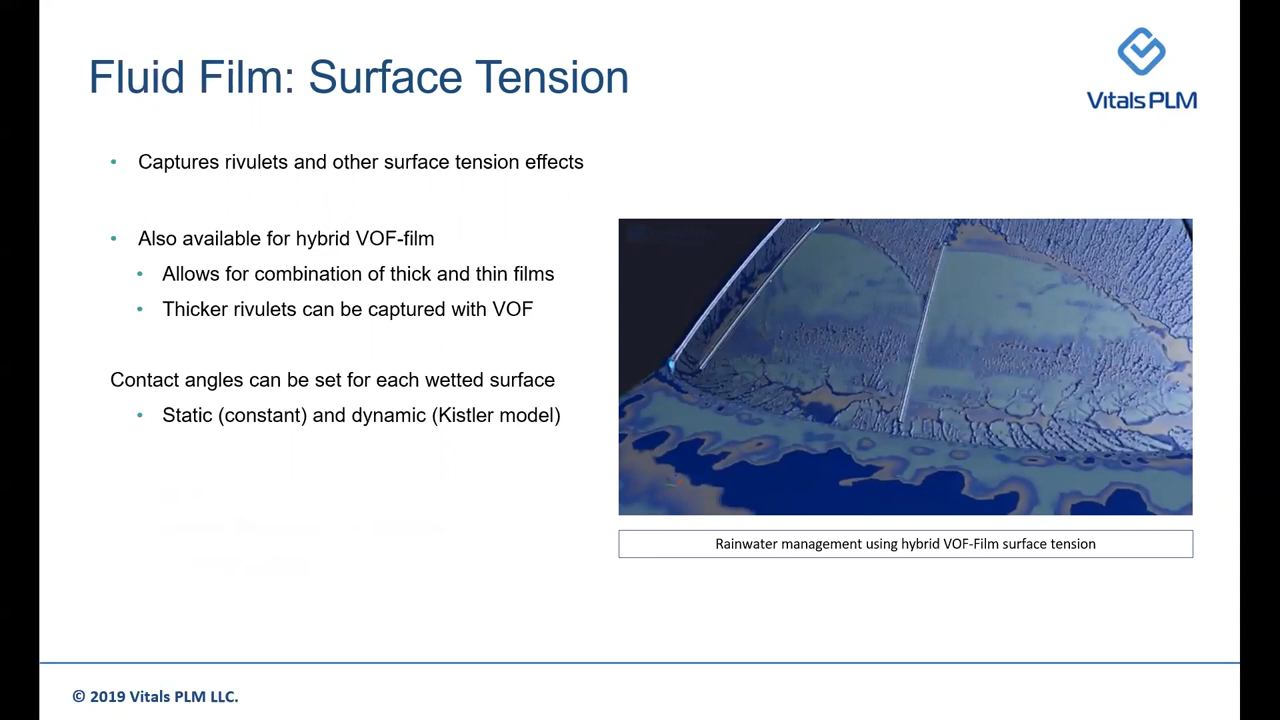 Fluid Film: Surface Tension
Vitals PLM
• Captures rivulets and other surface tension effects
• Also available for hybrid VOF-film
• Allows for combination of thick and thin films
• Thicker rivulets can be captured with VOF
Contact angles can be set for each wetted surface
• Static (constant) and dynamic (Kistler model)
Rainwater management using hybrid VOF-Film surface tension
© 2019 Vitals PLM LLC.